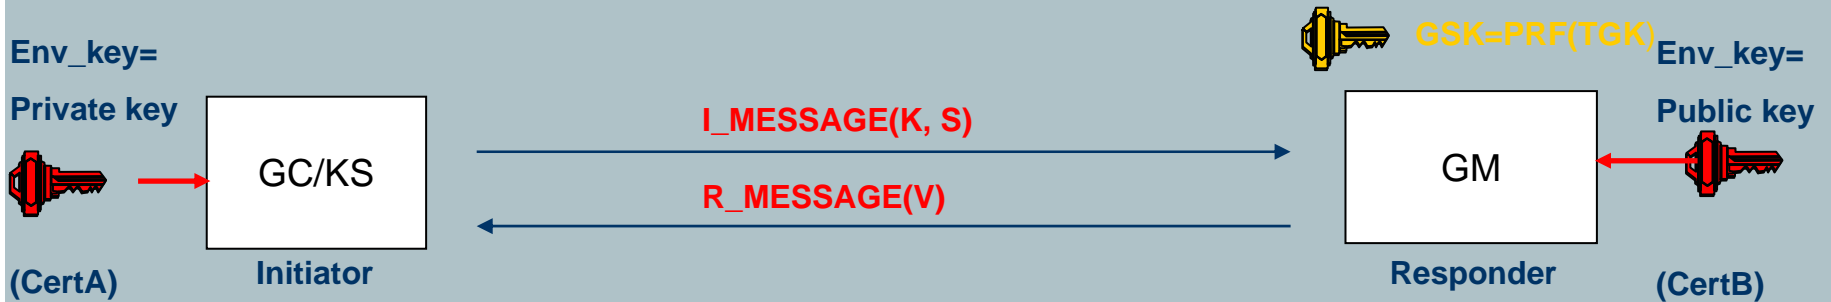 Env_key=
Private key
(CertA)
GC/KS
Initiator
I_MESSAGE(K, S)
R_MESSAGE(V)
GSK=PRF(TGK)
GM
Responder
Env_key=
Public key
(CertB)